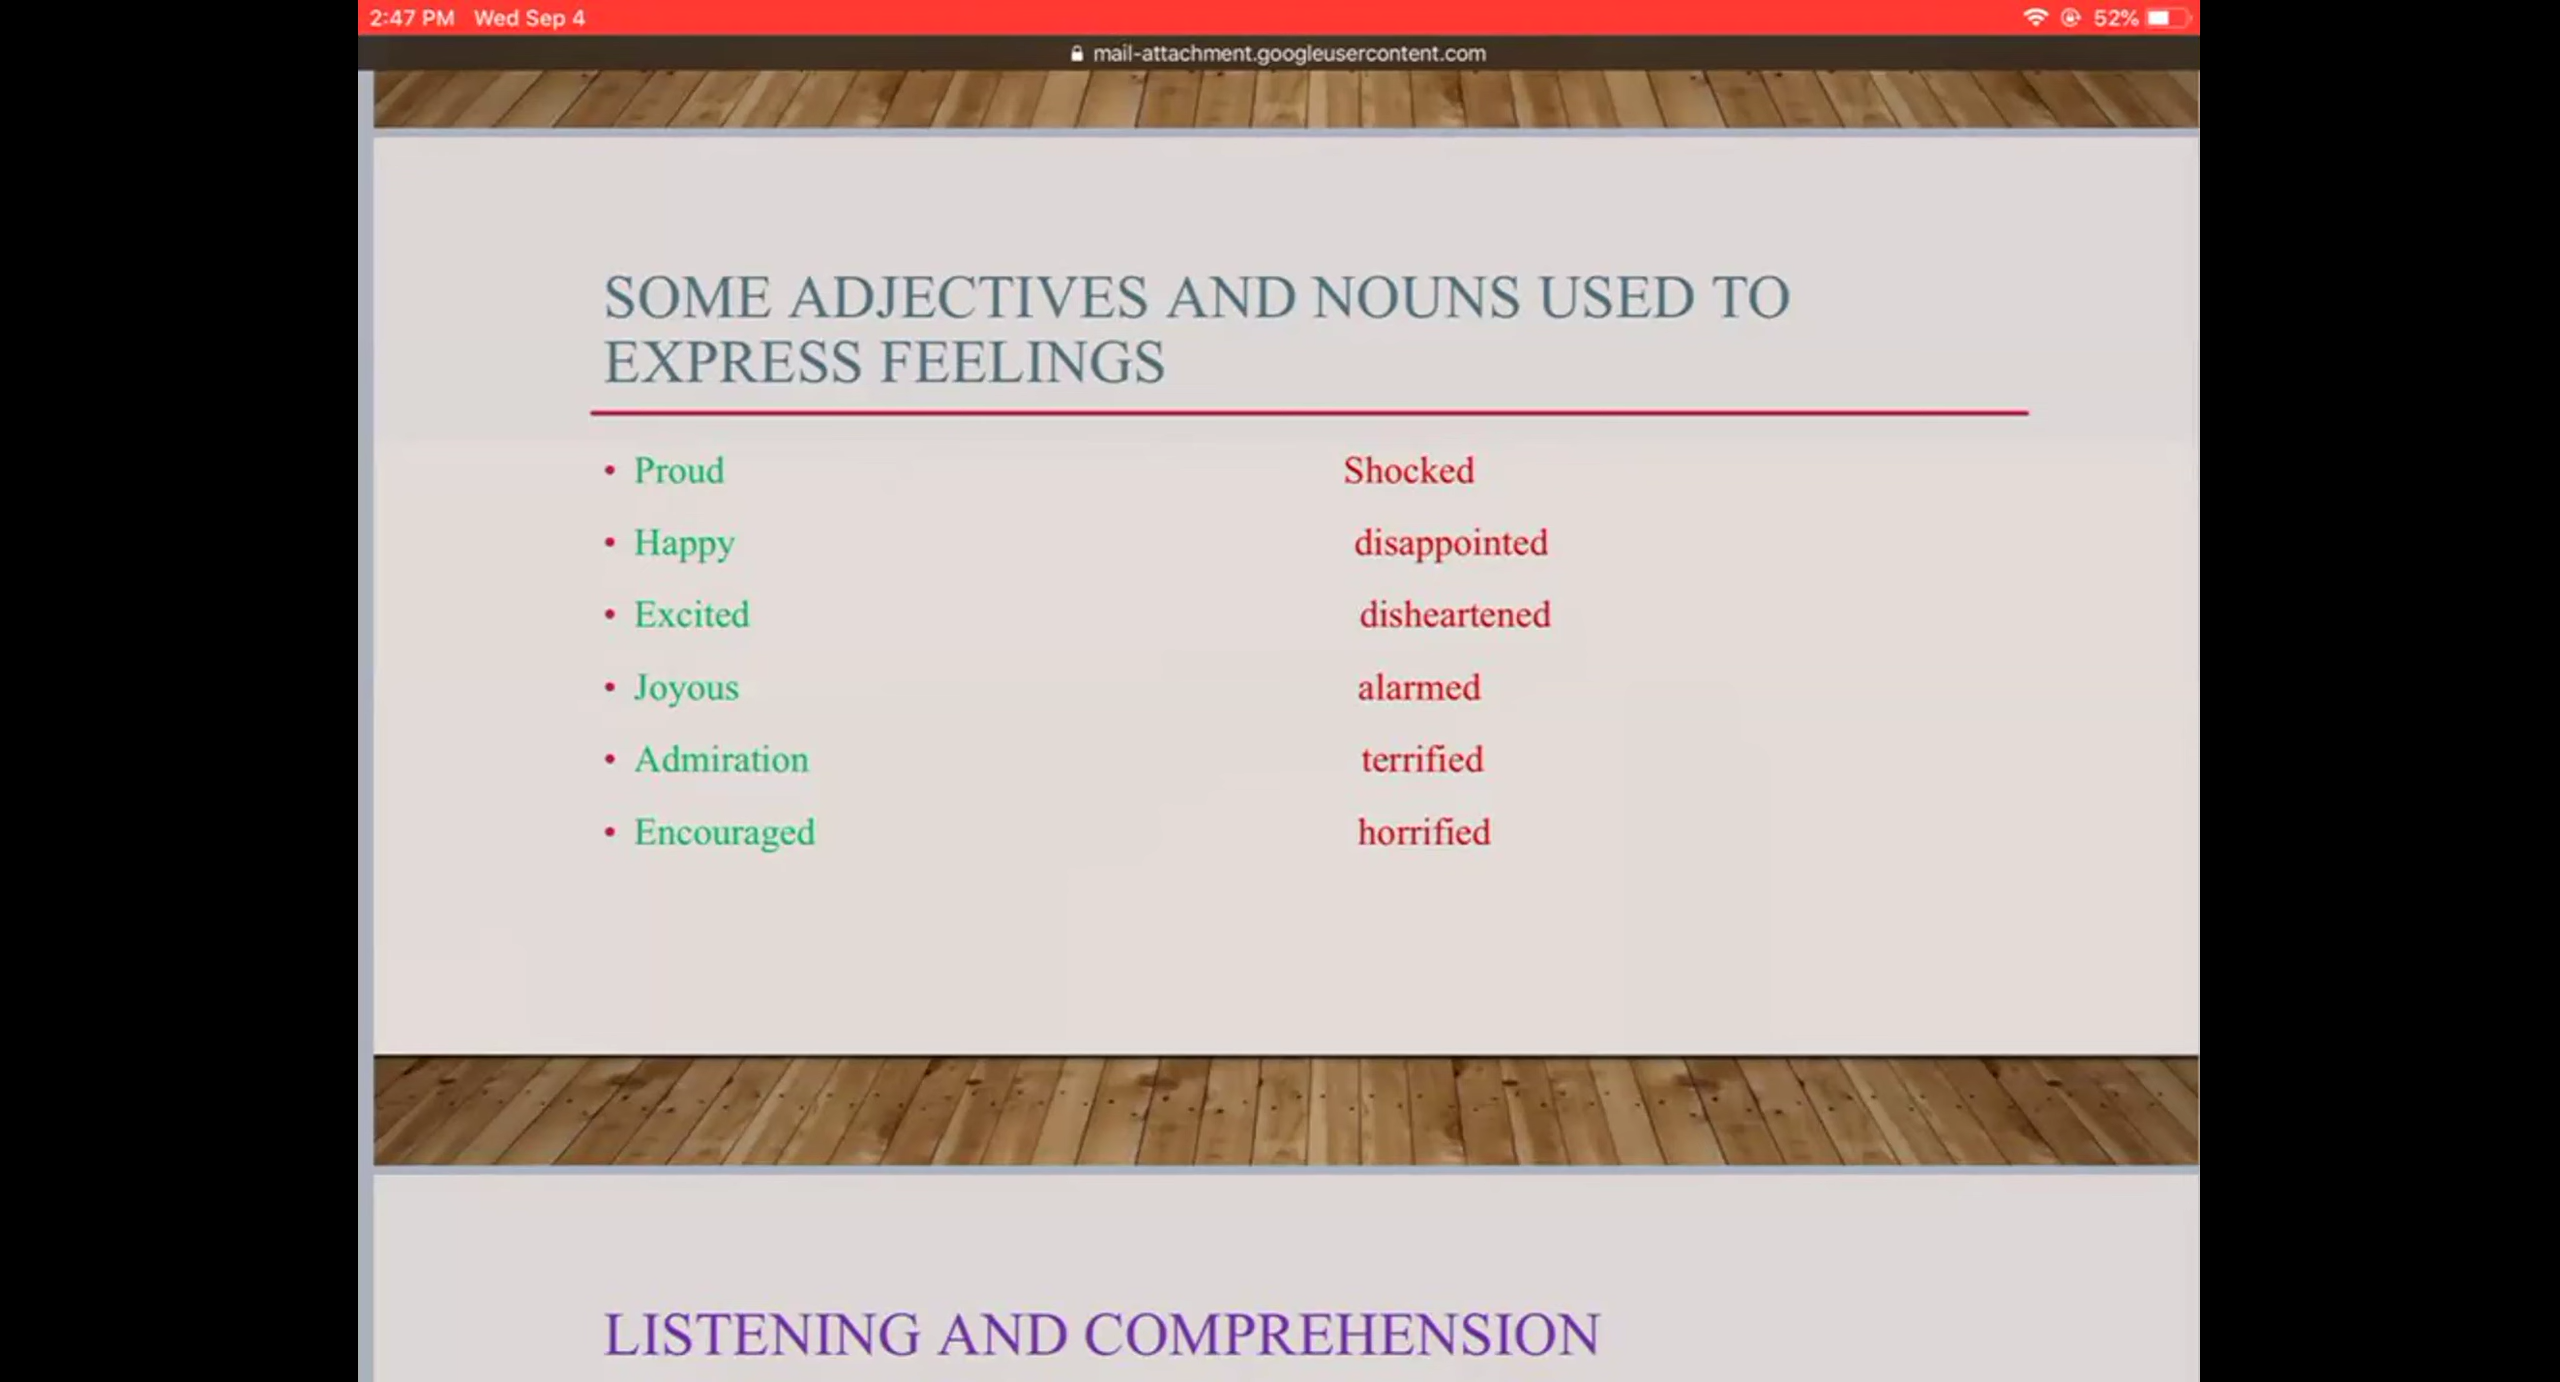 2:47 PM Wed Sep 4 52%
mail-attachment.googleusercontent.com
SOME ADJECTIVES AND NOUNS USED TO
EXPRESS FEELINGS
• Proud Shocked
• Happy disappointed
• Excited disheartened
• Joyous alarmed
• Admiration terrified
• Encouraged horrified
LISTENING AND COMPREHENSION